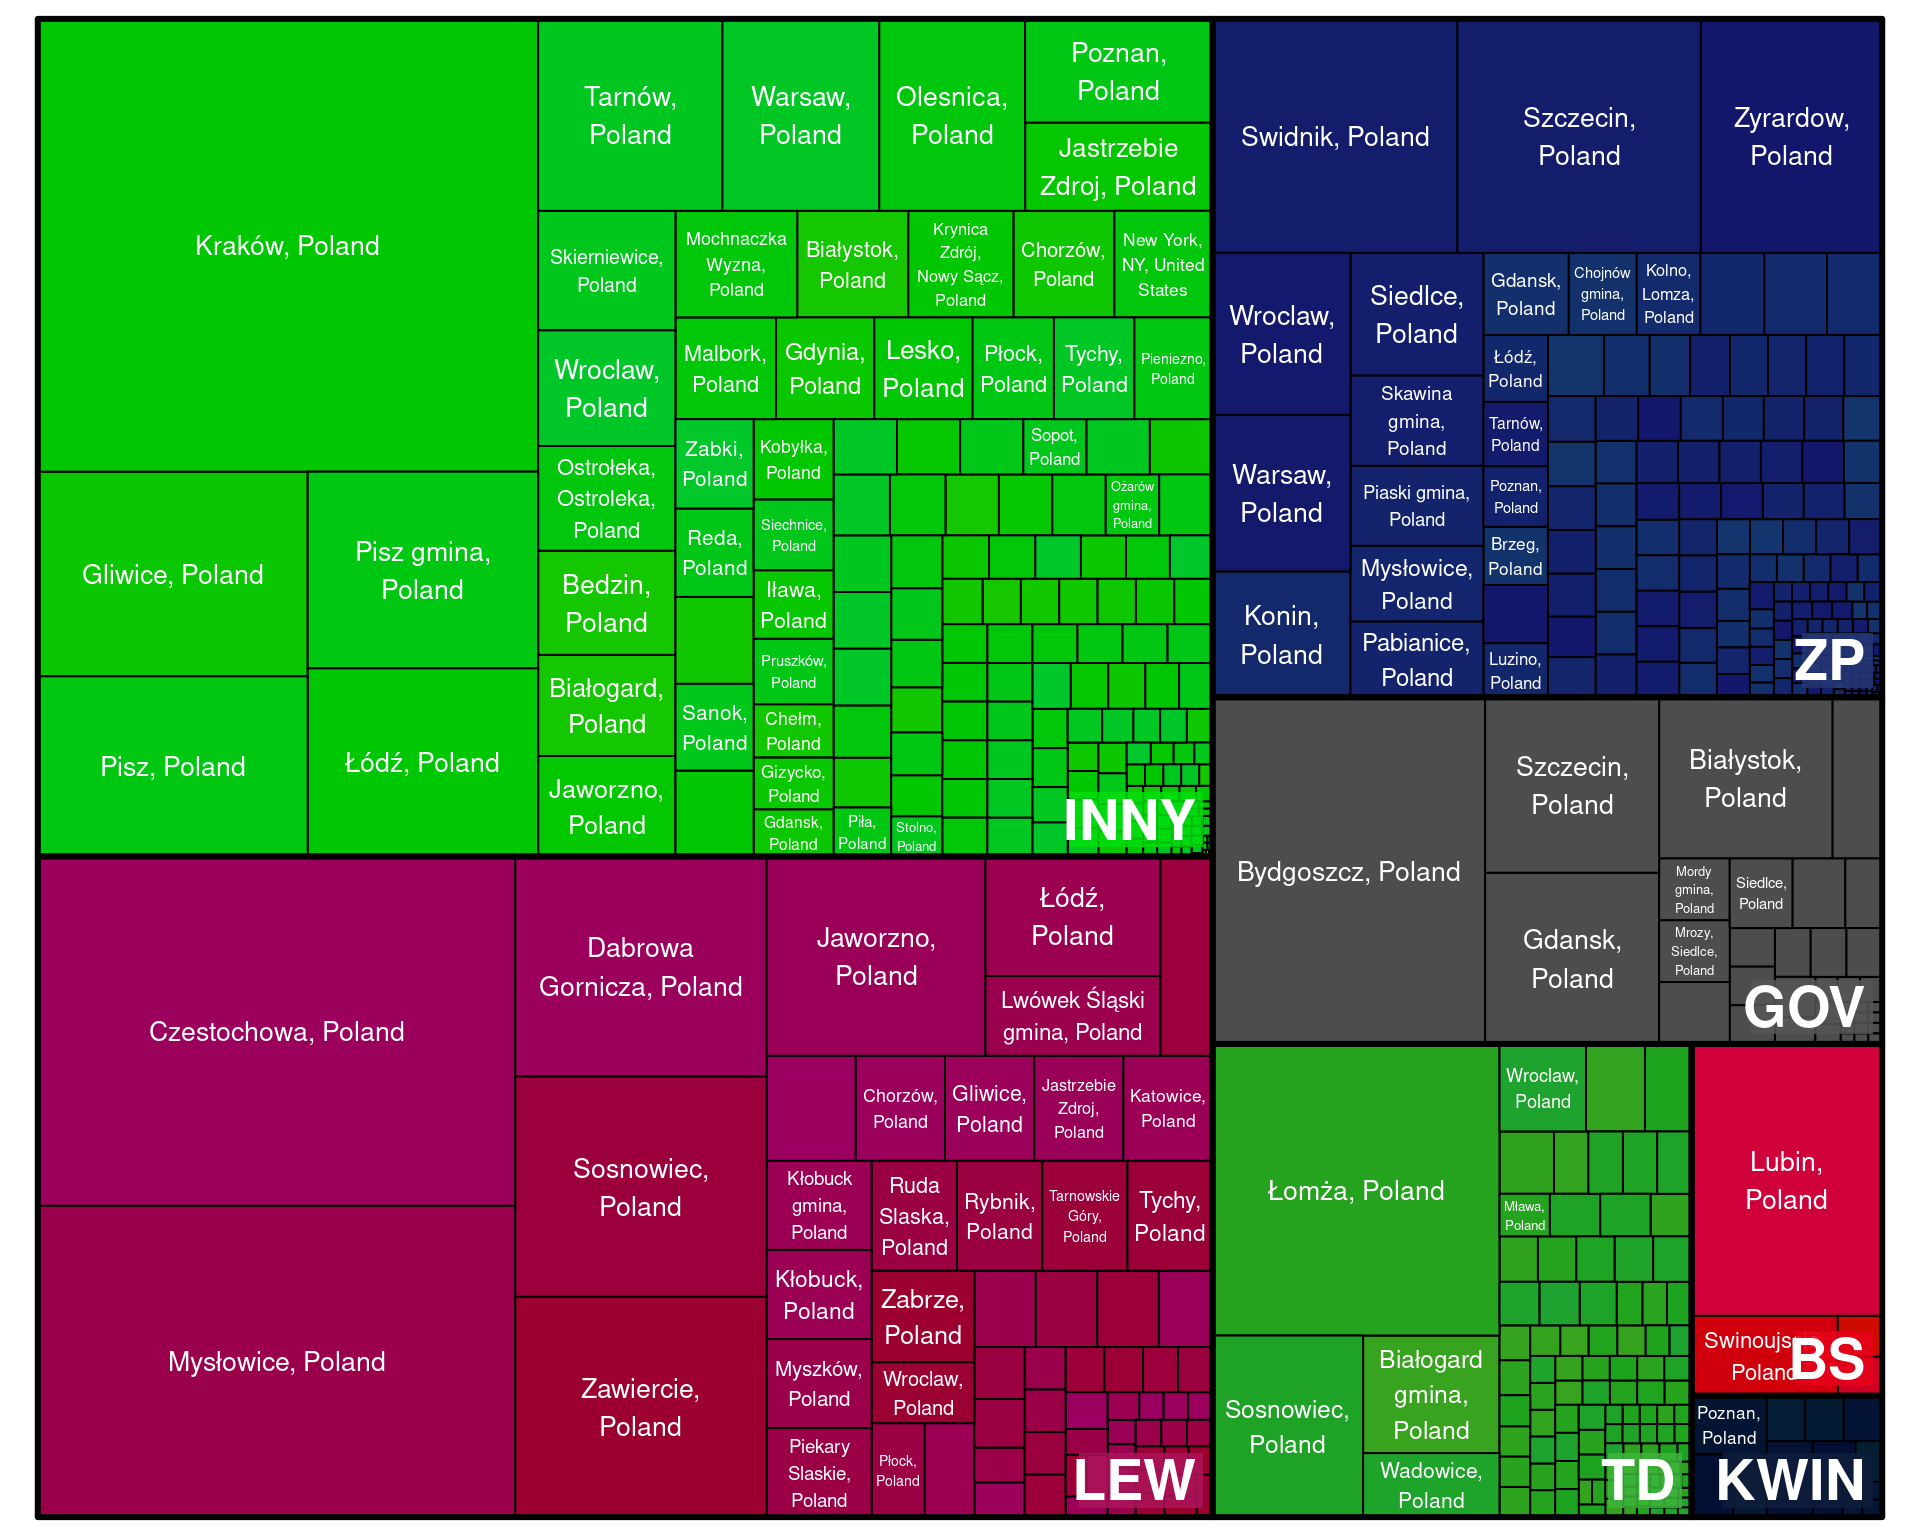 Kraków, Poland
Gliwice, Poland
Pisz gmina,
Poland
Pisz, Poland
Łódź, Poland
Tarnów,
Poland
Warsaw,
Poland
Olesnica,
Poland
Poznan,
Poland
Jastrzebie
Zdroj, Poland
Skierniewice,
Poland
Mochnaczka
Wyzna,
Poland
Białystok,
Poland
Krynica
Zdrój,
Nowy Sącz,
Poland
Chorzów,
Poland
New York,
NY, United
States
Wroclaw,
Poland
Malbork,
Poland
Gdynia,
Poland
Lesko,
Poland
Płock,
Poland
Tychy,
Poland
Pieniezno,
Poland
Ostrołeka,
Ostroleka,
Poland
Zabki,
Poland
Kobyłka,
Poland
Sopot,
Poland
Ożarów
gmina,
Poland
Reda,
Poland
Siechnice,
Poland
Bedzin,
Poland
Iława,
Poland
Białogard,
Poland
Pruszków,
Poland
Sanok,
Poland
Chełm,
Poland
Jaworzno,
Poland
Gizycko,
Poland
Gdansk,
Poland
Piła,
Poland
Stolno,
Poland
INNY
Swidnik, Poland
Szczecin,
Poland
Zyrardow,
Poland
Wroclaw,
Poland
Siedlce,
Poland
Gdansk,
Poland
Chojnów
gmina,
Poland
Kolno,
Lomza,
Poland
Łódź,
Poland
Skawina
gmina,
Poland
Tarnów,
Poland
Warsaw,
Poland
Piaski gmina,
Poland
Poznan,
Poland
Brzeg,
Poland
Mysłowice,
Poland
Konin,
Poland
Pabianice,
Poland
Luzino,
Poland
ZP
Bydgoszcz, Poland
Szczecin,
Poland
Białystok,
Poland
Gdansk,
Poland
Mordy
gmina,
Poland
Siedlce,
Poland
Mrozy,
Siedlce,
Poland
GOV
Czestochowa, Poland
Mysłowice, Poland
Dabrowa
Gornicza, Poland
Sosnowiec,
Poland
Zawiercie,
Poland
Jaworzno,
Poland
Łódź,
Poland
Lwówek Śląski
gmina, Poland
Chorzów,
Poland
Gliwice,
Poland
Jastrzebie
Zdroj,
Poland
Katowice,
Poland
Kłobuck
gmina,
Poland
Ruda
Slaska,
Poland
Rybnik,
Poland
Tarnowskie
Góry,
Poland
Tychy,
Poland
Kłobuck,
Poland
Zabrze,
Poland
Myszków,
Poland
Wroclaw,
Poland
Piekary
Slaskie,
Poland
Płock,
Poland
LEW
Łomża, Poland
Wroclaw,
Poland
Mława,
Poland
Sosnowiec,
Poland
Białogard
gmina,
Poland
Wadowice,
Poland
TD
Lubin,
Poland
Poland
BS
Poznan,
Poland
KWIN